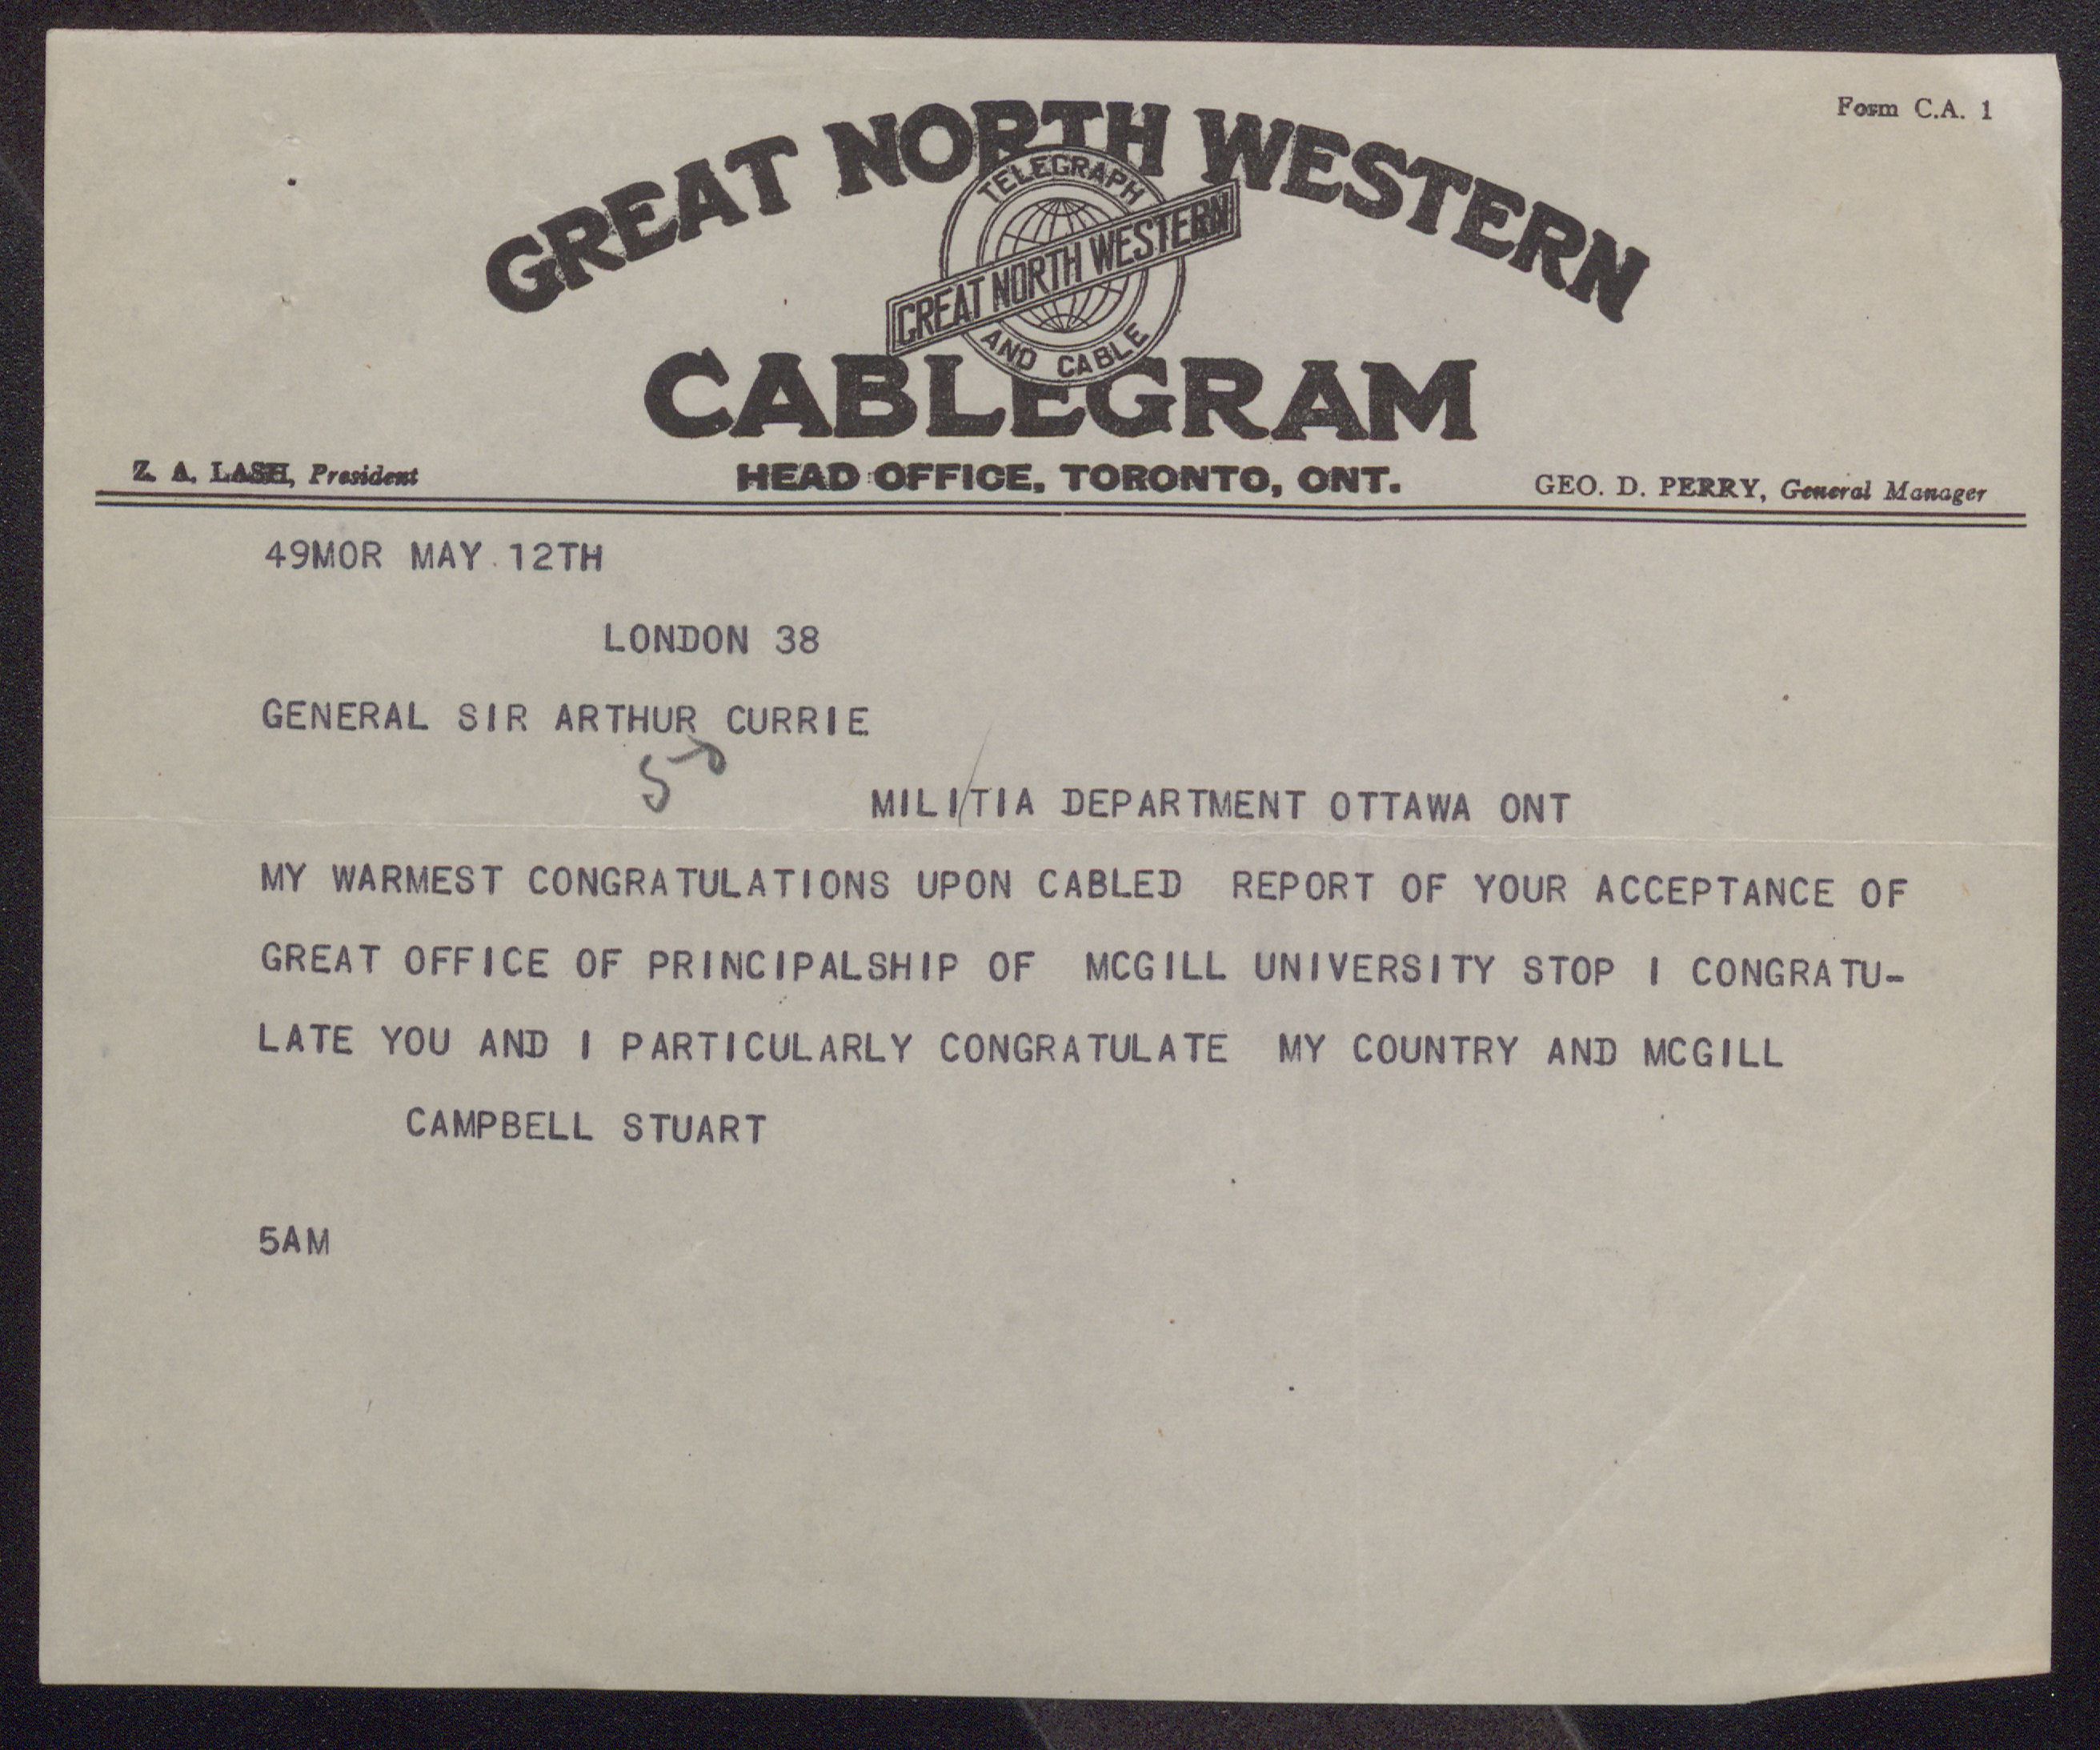 Form C.A. 1
GREAT NORTH WESTERN
TELEGRAPH
GREAT NORTH WESTERN
AND CABLE
CABLEGRAM
Z. A. LASH, President
HEAD OFFICE, TORONTO, ONT.
GEO. D. PERRY, General Manager
49MOR MAY 12TH
LONDON 38
GENERAL SIR ARTHUR CURRIE
MILITIA DEPARTMENT OTTAWA ONT
MY WARMEST CONGRATULATIONS UPON CABLED REPORT OF YOUR ACCEPTANCE OF
GREAT OFFICE OF PRINCIPALSHIP OF MCGILL UNIVERSITY STOP I CONGRATU-
LATE YOU AND I PARTICULARLY CONGRATULATE MY COUNTRY AND MCGILL
CAMPBELL STUART
5AM